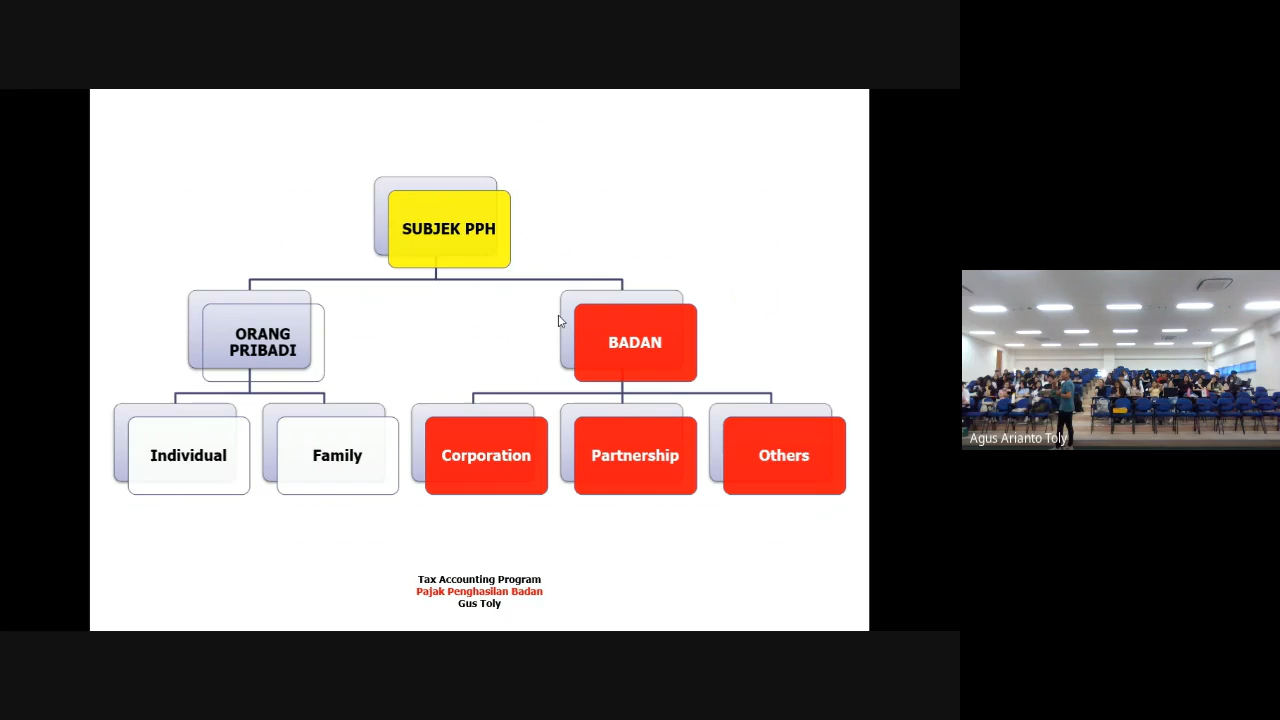 SUBJEK PPH
ORANG
PRIBADI
BADAN
Individual
Family
Corporation
Partnership
Others
Tax Accounting Program
Pajak Penghasilan Badan
Gus Toly
Agus Arianto Toly